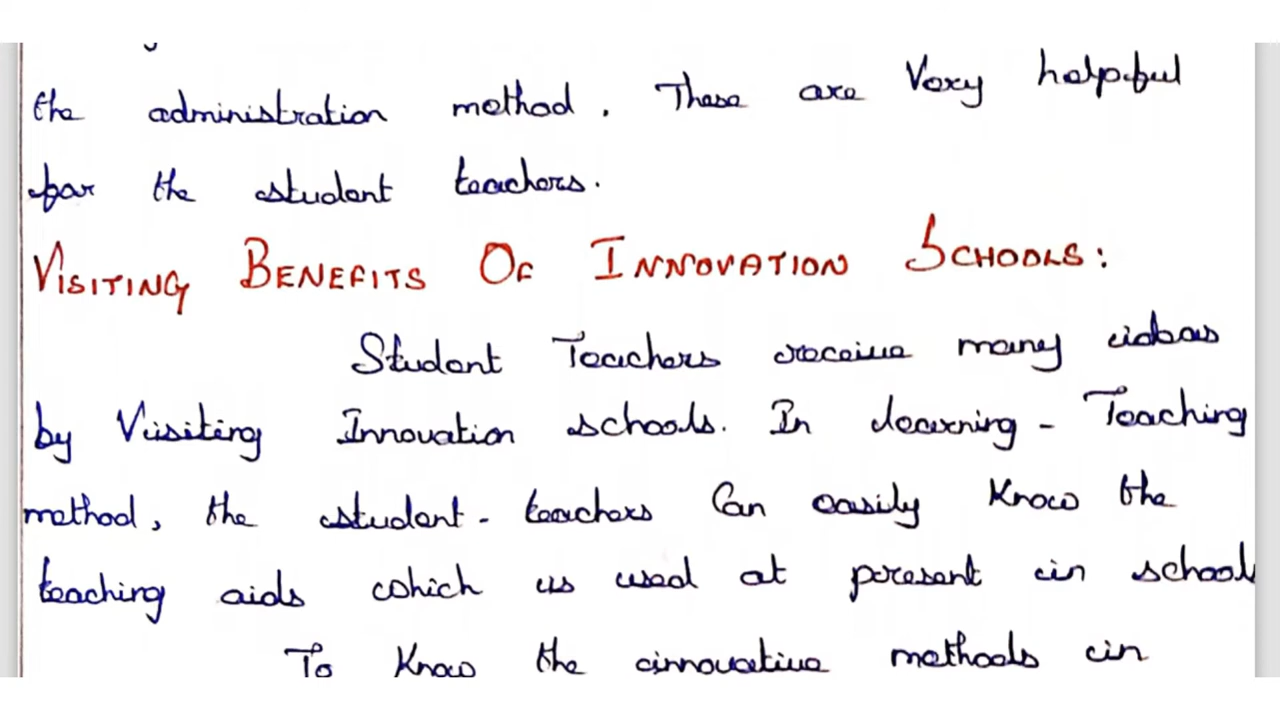 the administration method. These are Very helpful
for the student teachers.
VISITING BENEFITS OF INNOVATION SCHOOLS:
Student Teachers receive many ideas
by Visiting Innovation schools. In learning - Teaching
method, the student - teachers Can easily Know the
teaching aids which is used at present in school
To Know the innovative methods in